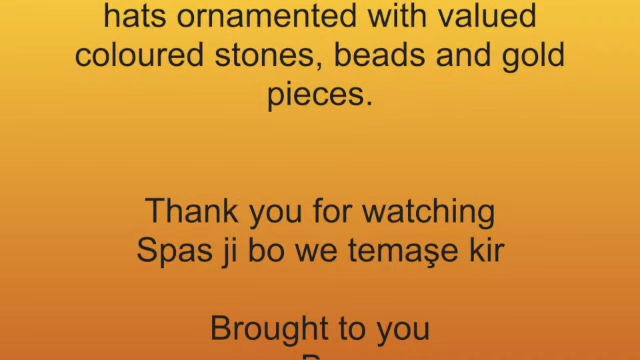 hats ornamented with valued
coloured stones, beads and gold
pieces.
Thank you for watching
Spas ji bo we temaşe kir
Brought to you